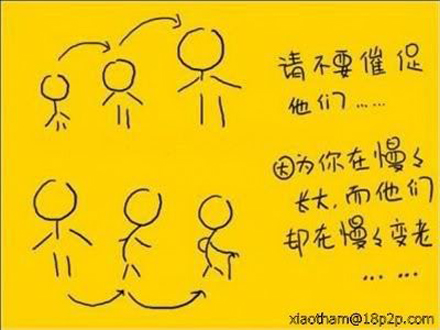 请不要催促
他们……
因为你在慢々
长大，而他们
却在慢々变老
……
xiaotham@18p2p.com